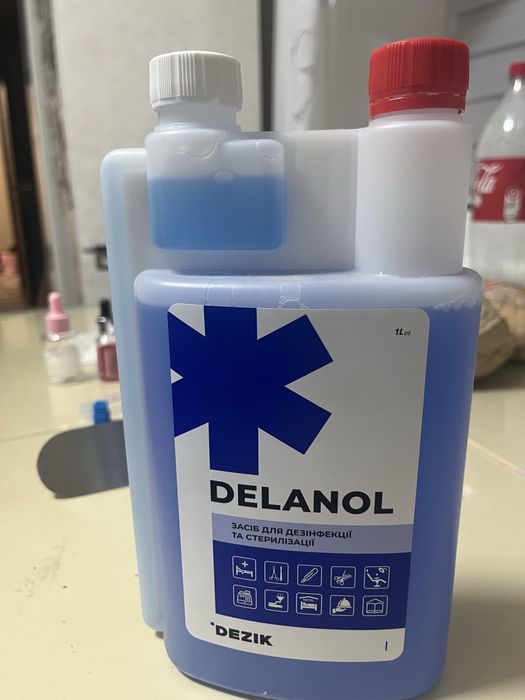 1L
DELANOL
ЗАСІБ ДЛЯ ДЕЗІНФЕКЦІЇ
ТА СТЕРИЛІЗАЦІЇ
*DEZIK